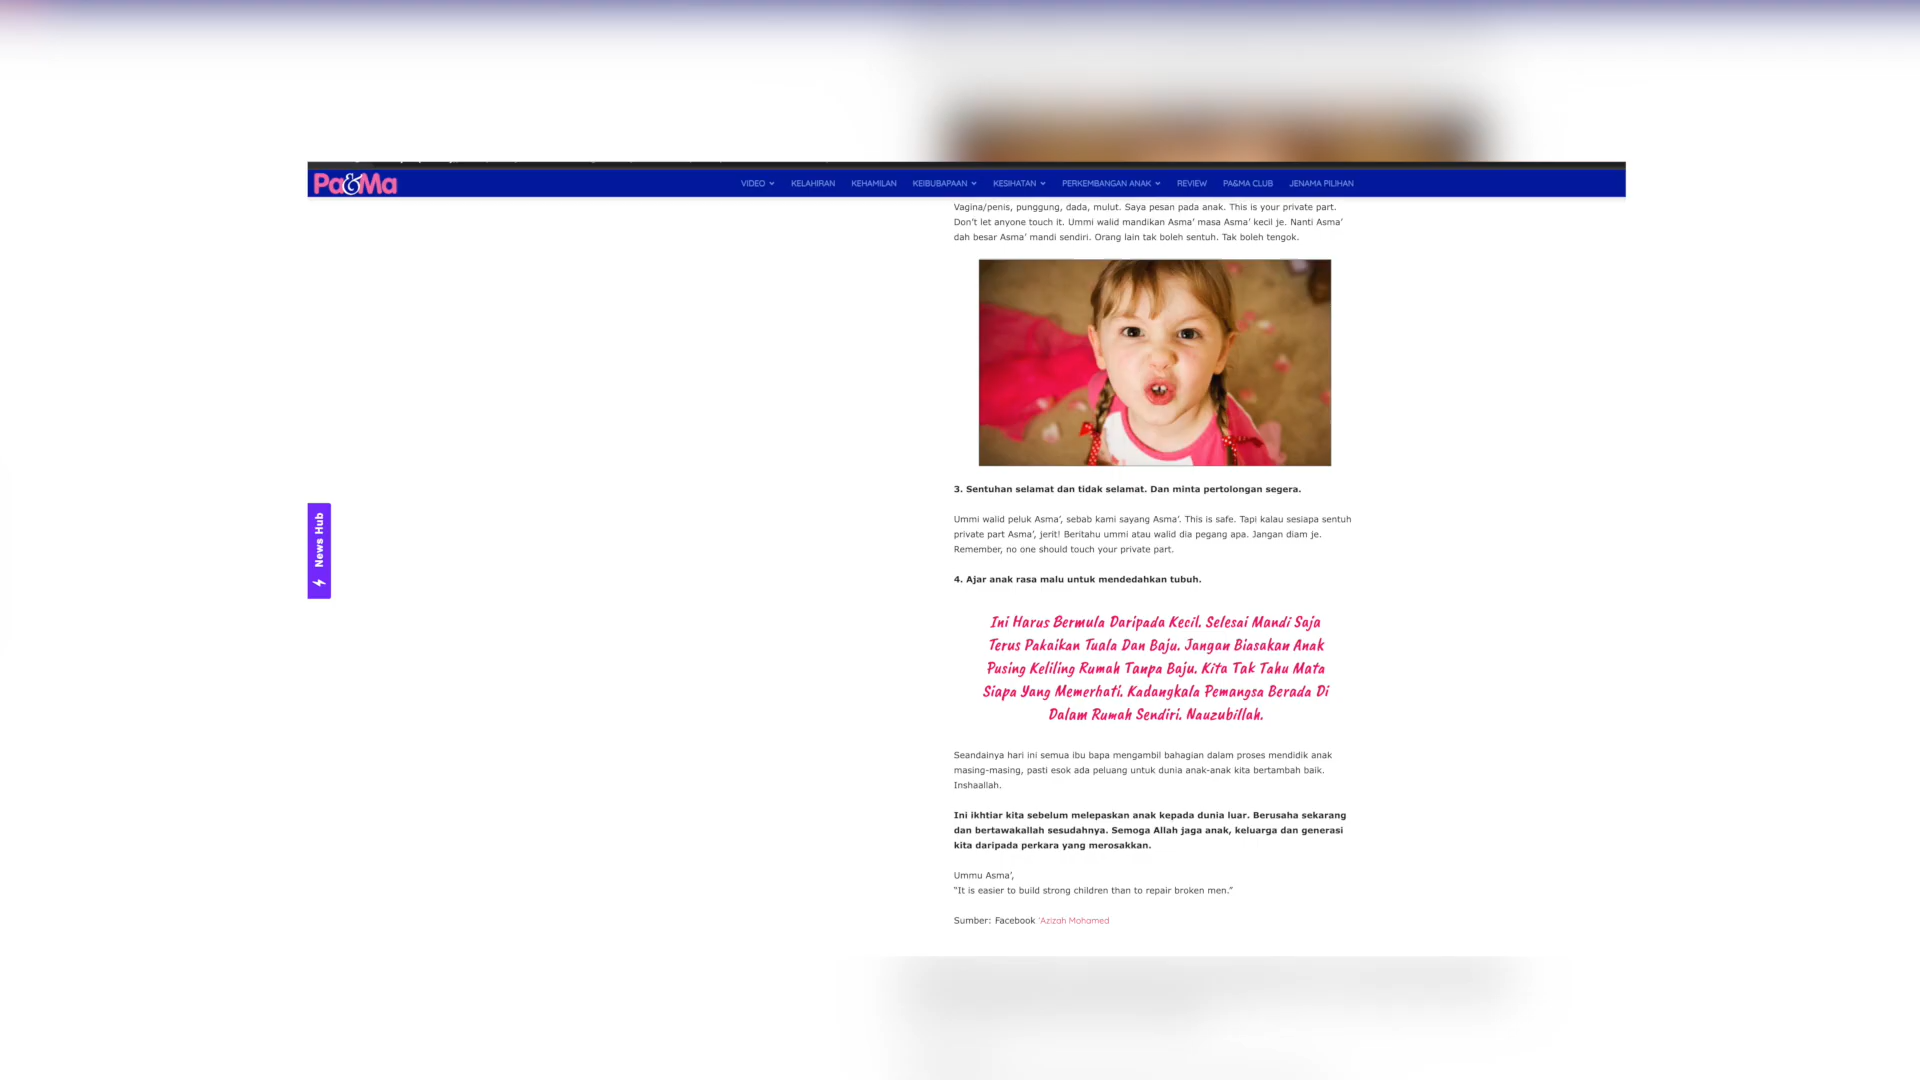 Pa&Ma
VIDEO KELAHIRAN KEHAMILAN KEIBUBAPAAN KESIHATAN PERKEMBANGAN ANAK REVIEW PA&MA CLUB JENAMA PILIHAN
Vagina/penis, punggung, dada, mulut. Saya pesan pada anak. This is your private part.
Don’t let anyone touch it. Ummi walid mandikan Asma’ masa Asma’ kecil je. Nanti Asma’
dah besar Asma’ mandi sendiri. Orang lain tak boleh sentuh. Tak boleh tengok.
3. Sentuhan selamat dan tidak selamat. Dan minta pertolongan segera.
Ummi walid peluk Asma’, sebab kami sayang Asma’. This is safe. Tapi kalau sesiapa sentuh
private part Asma’, jerit! Beritahu ummi atau walid dia pegang apa. Jangan diam je.
Remember, no one should touch your private part.
News Hub
4. Ajar anak rasa malu untuk mendedahkan tubuh.
Ini Harus Bermula Daripada Kecil. Selesai Mandi Saja
Terus Pakaikan Tuala Dan Baju. Jangan Biasakan Anak
Pusing Keliling Rumah Tanpa Baju. Kita Tak Tahu Mata
Siapa Yang Memerhati. Kadangkala Pemangsa Berada Di
Dalam Rumah Sendiri. Nauzubillah.
Seandainya hari ini semua ibu bapa mengambil bahagian dalam proses mendidik anak
masing-masing, pasti esok ada peluang untuk dunia anak-anak kita bertambah baik.
Inshaallah.
Ini ikhtiar kita sebelum melepaskan anak kepada dunia luar. Berusaha sekarang
dan bertawakallah sesudahnya. Semoga Allah jaga anak, keluarga dan generasi
kita daripada perkara yang merosakkan.
Ummu Asma’,
“It is easier to build strong children than to repair broken men.”
Sumber: Facebook ‘Azizah Mohamed